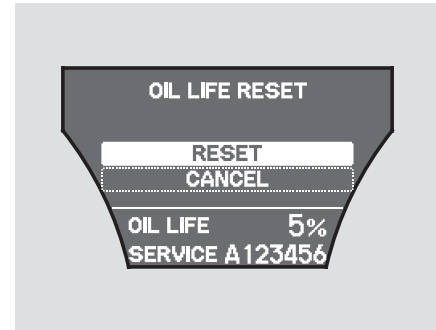 OIL LIFE RESET
RESET
CANCEL
OIL LIFE 5%
SERVICE A123456